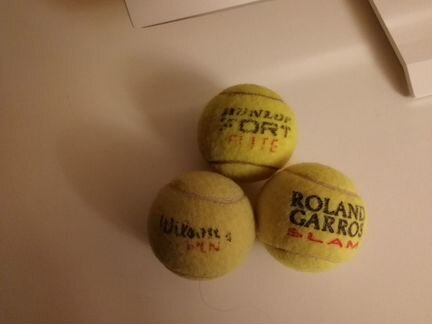 DUNLOP
FORT
ELITE
Wilson 4
ROLAND
GARROS
SLAM